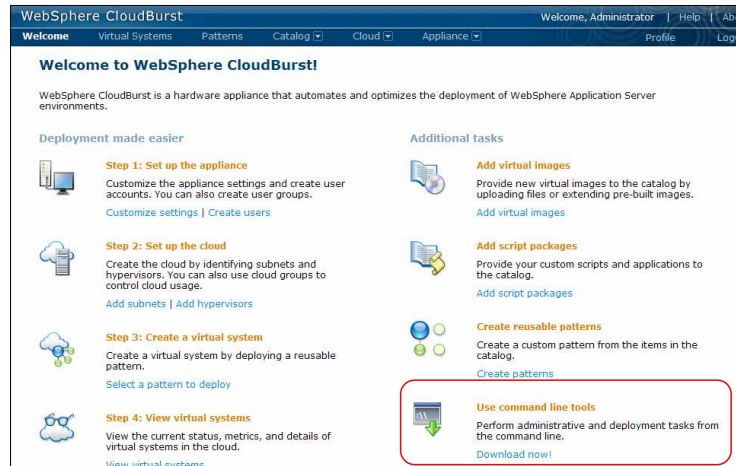 WebSphere CloudBurst
Welcome, Administrator | Help | Ab
Welcome Virtual Systems Patterns Catalog Cloud Appliance Profile Log
Welcome to WebSphere CloudBurst!
WebSphere CloudBurst is a hardware appliance that automates and optimizes the deployment of WebSphere Application Server
environments.
Deployment made easier
Step 1: Set up the appliance
Customize the appliance settings and create user
accounts. You can also create user groups.
Customize settings | Create users
Step 2: Set up the cloud
Create the cloud by identifying subnets and
hypervisors. You can also use cloud groups to
control cloud usage.
Add subnets | Add hypervisors
Step 3: Create a virtual system
Create a virtual system by deploying a reusable
pattern.
Select a pattern to deploy
Step 4: View virtual systems
View the current status, metrics, and details of
virtual systems in the cloud.
View virtual systems
Additional tasks
Add virtual images
Provide new virtual images to the catalog by
uploading files or extending pre-built images.
Add virtual images
Add script packages
Provide your custom scripts and applications to
the catalog.
Add script packages
Create reusable patterns
Create a custom pattern from the items in the
catalog.
Create patterns
Use command line tools
Perform administrative and deployment tasks from
the command line.
Download now!